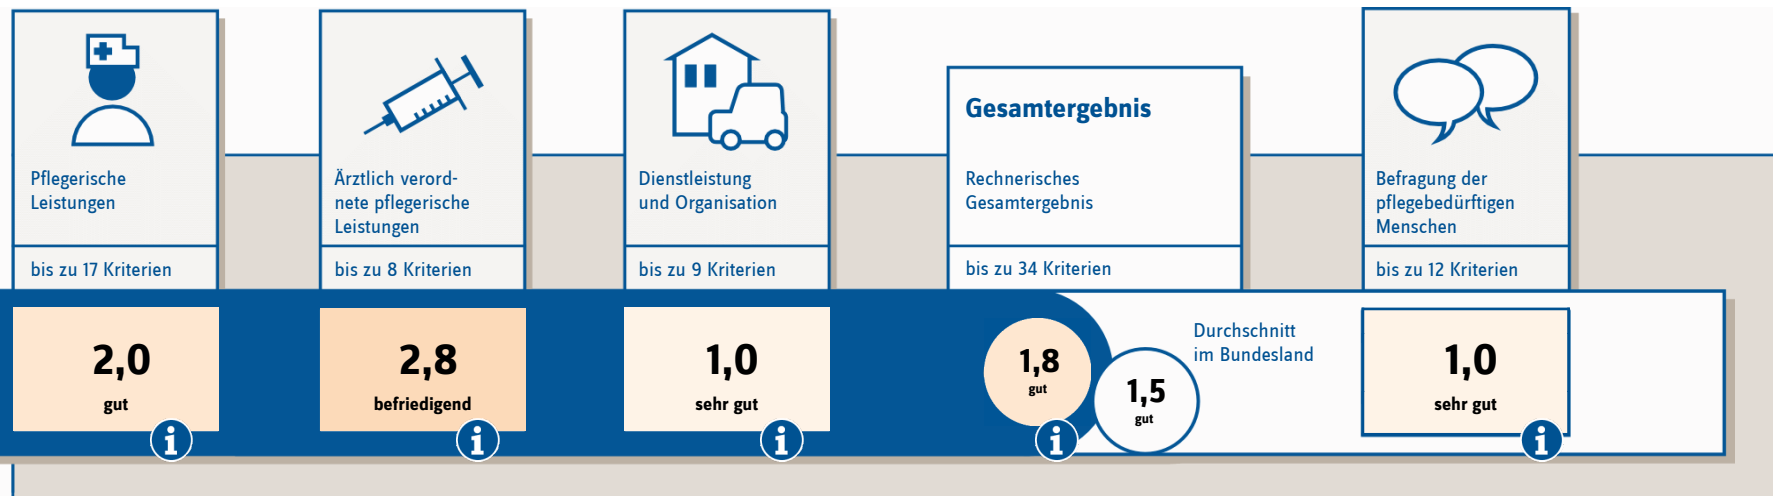 Pflegerische
Leistungen
bis zu 17 Kriterien
2,0
gut
i
Ärztlich verord-
nete pflegerische
Leistungen
bis zu 8 Kriterien
2,8
befriedigend
i
Dienstleistung
und Organisation
bis zu 9 Kriterien
1,0
sehr gut
i
Gesamtergebnis
Rechnerisches
Gesamtergebnis
bis zu 34 Kriterien
1,8
gut
i
Durchschnitt
im Bundesland
1,5
gut
Befragung der
pflegebedürftigen
Menschen
bis zu 12 Kriterien
1,0
sehr gut
i